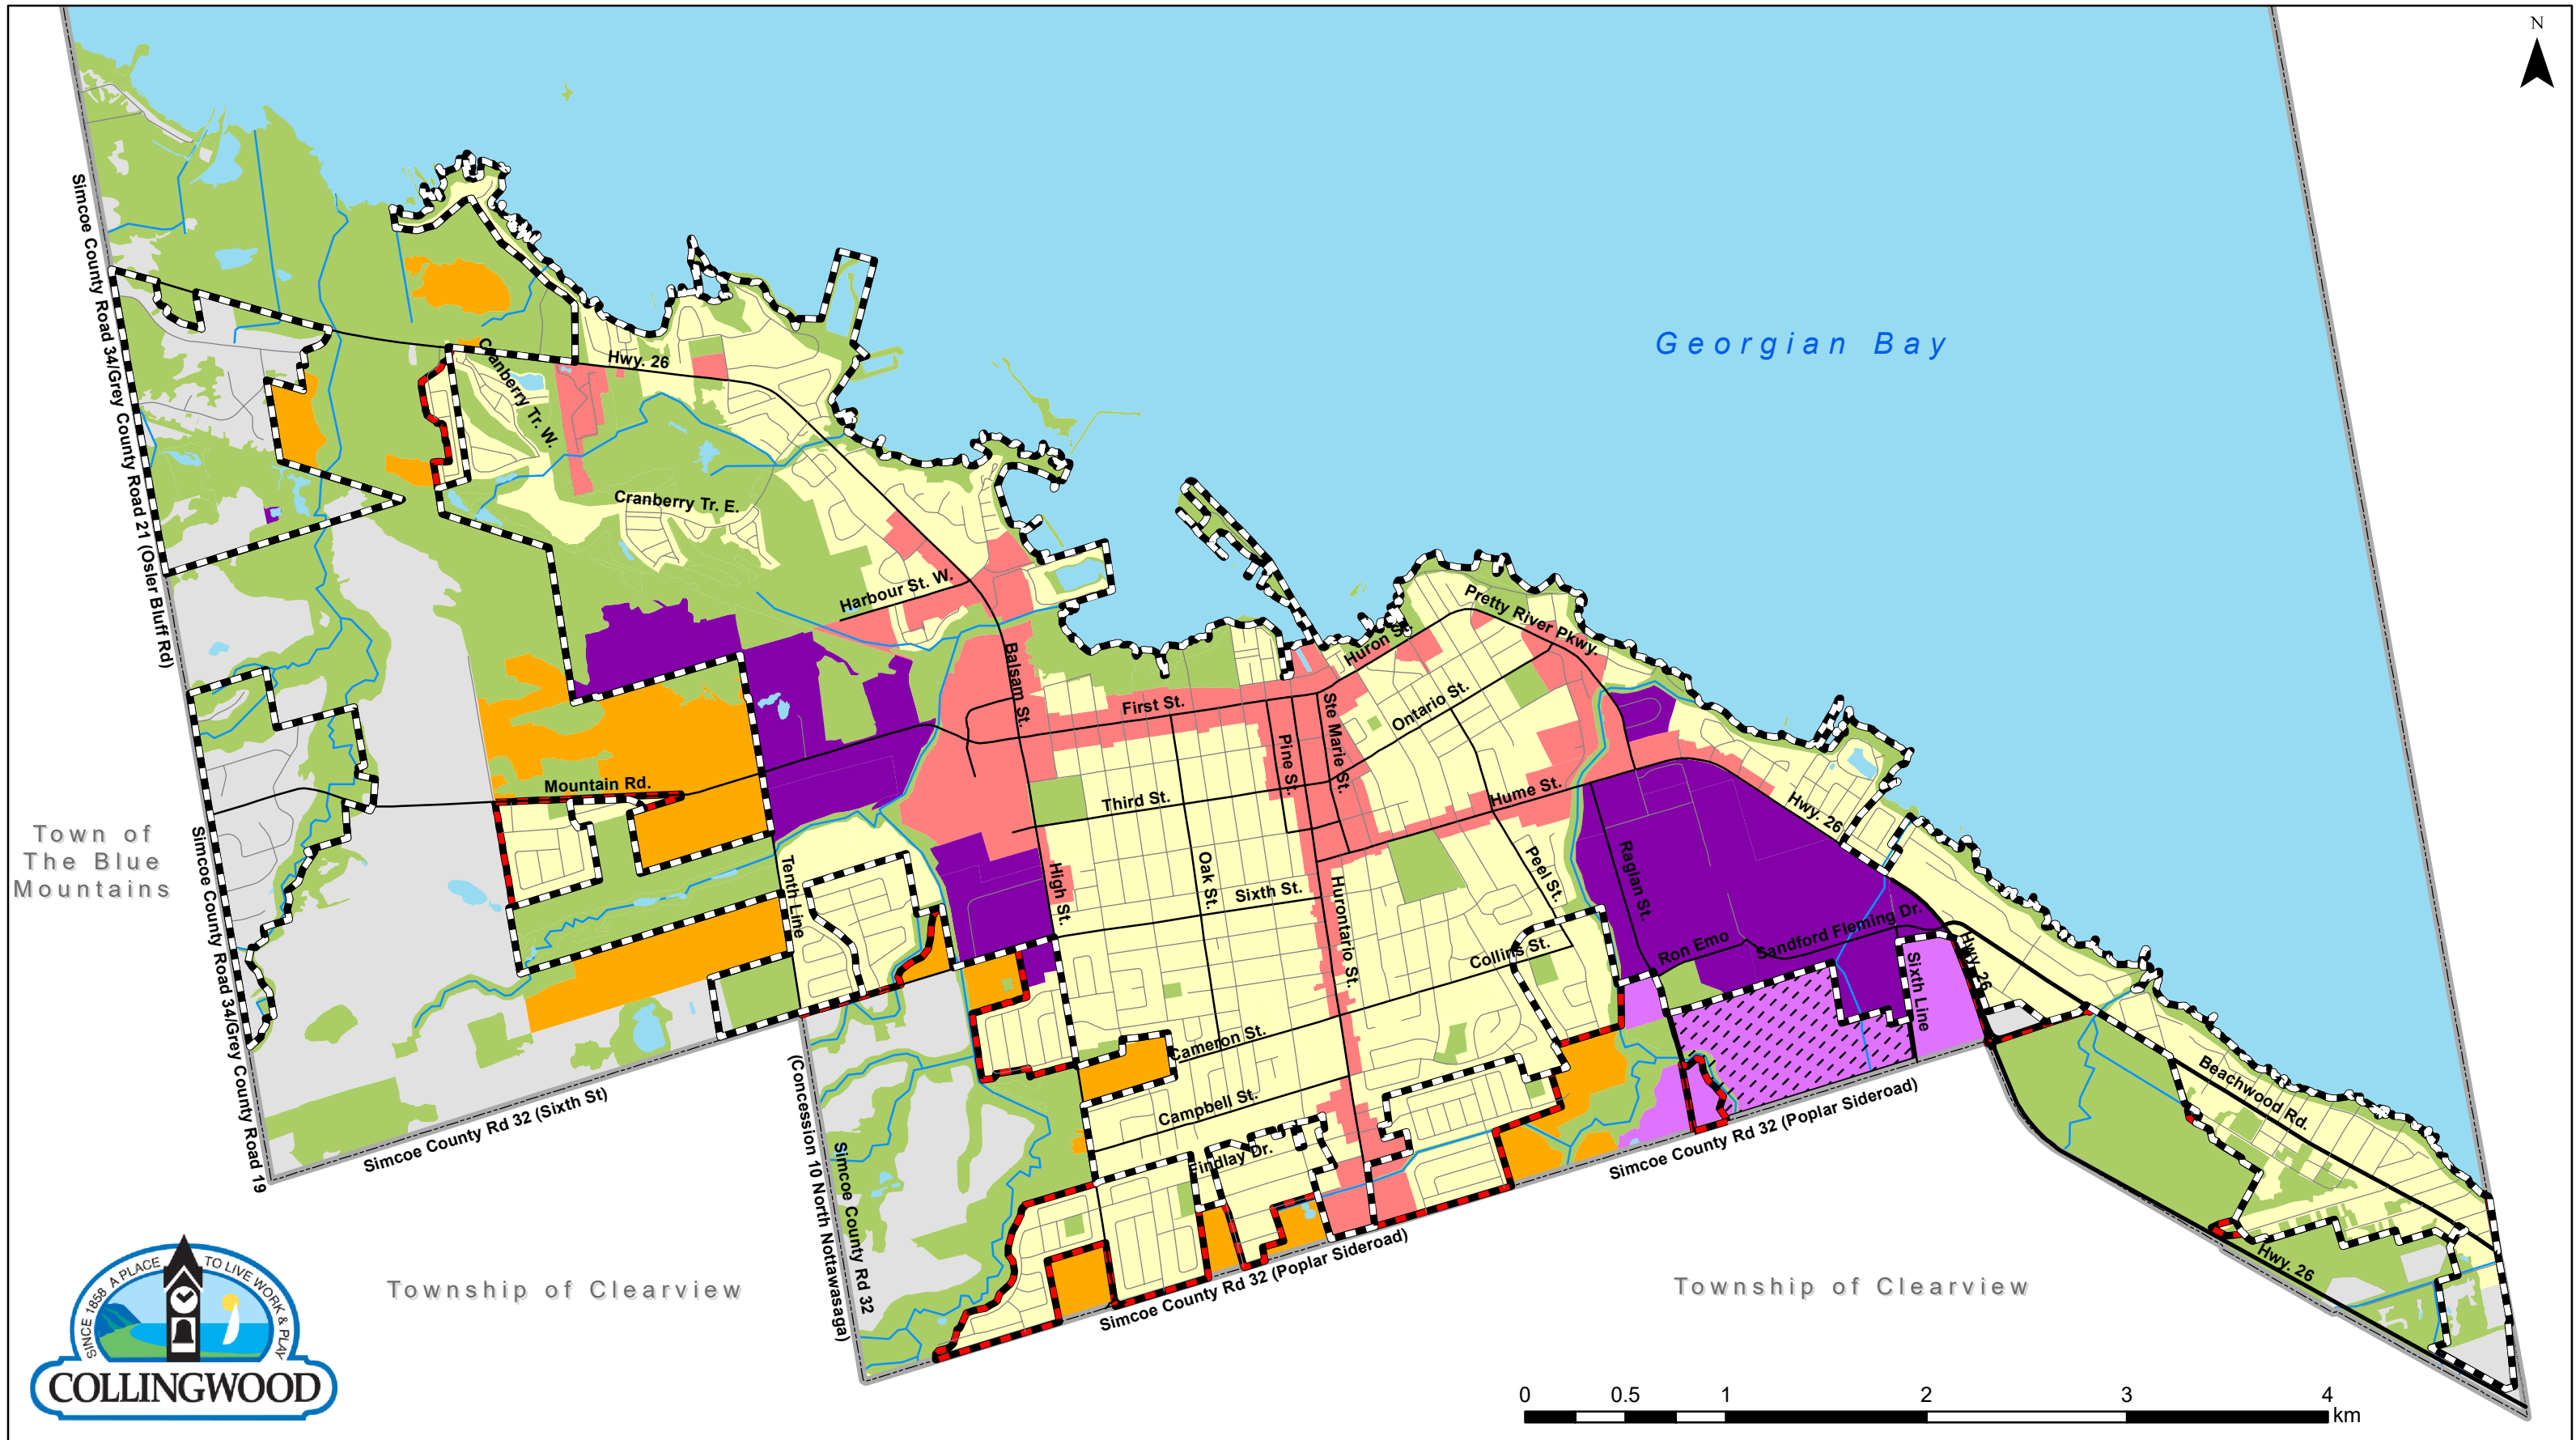 N
Georgian Bay
Simcoe County Road 34/Grey County Road 21 (Osler Bluff Rd)
Hwy. 26
Cranberry Tr. W.
Cranberry Tr. E.
Harbour St. W.
Balsam St.
First St.
Huron St.
Pretty River Pkwy.
Ontario St.
Ste Marie St.
Pine St.
Mountain Rd.
Third St.
Hume St.
Hwy. 26
Town of
The Blue
Mountains
Simcoe County Road 34/Grey County Road 19
Tenth Line
High St.
Oak St.
Sixth St.
Hurontario St.
Peel St.
Raglan St.
Collins St.
Ron Emo
Sandford Fleming Dr.
Sixth Line
Hwy. 26
Cameron St.
Campbell St.
Findlay Dr.
Beachwood Rd.
Simcoe County Rd 32 (Sixth St)
(Concession 10 North Nottawasaga)
Simcoe County Rd 32
Simcoe County Rd 32 (Poplar Sideroad)
Simcoe County Rd 32 (Poplar Sideroad)
Hwy. 26
Township of Clearview
Township of Clearview
SINCE 1858 A PLACE TO LIVE WORK & PLAY
COLLINGWOOD
0 0.5 1 2 3 4
km